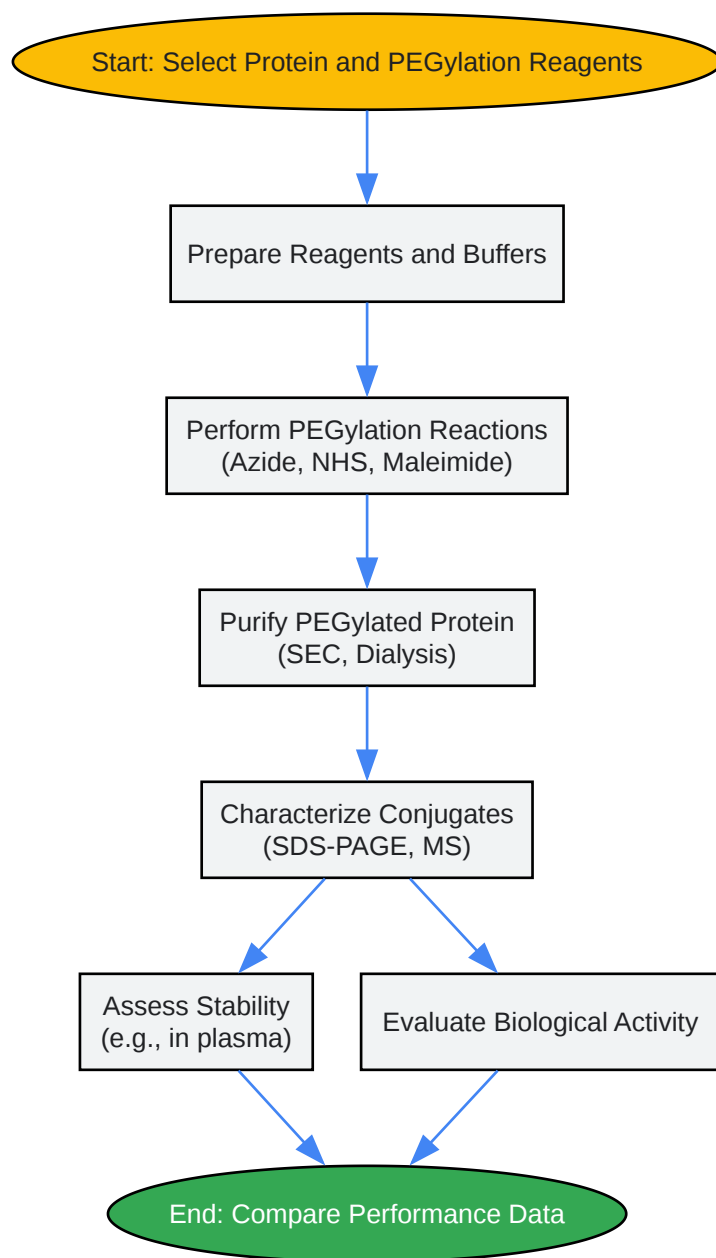 Start: Select Protein and PEGylation Reagents
Prepare Reagents and Buffers
Perform PEGylation Reactions
(Azide, NHS, Maleimide)
Purify PEGylated Protein
(SEC, Dialysis)
Characterize Conjugates
(SDS-PAGE, MS)
Assess Stability
(e.g., in plasma)
Evaluate Biological Activity
End: Compare Performance Data